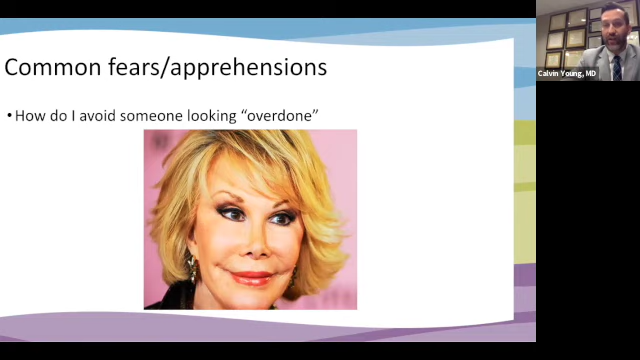 Common fears/apprehensions
• How do I avoid someone looking “overdone”
Calvin Young, MD